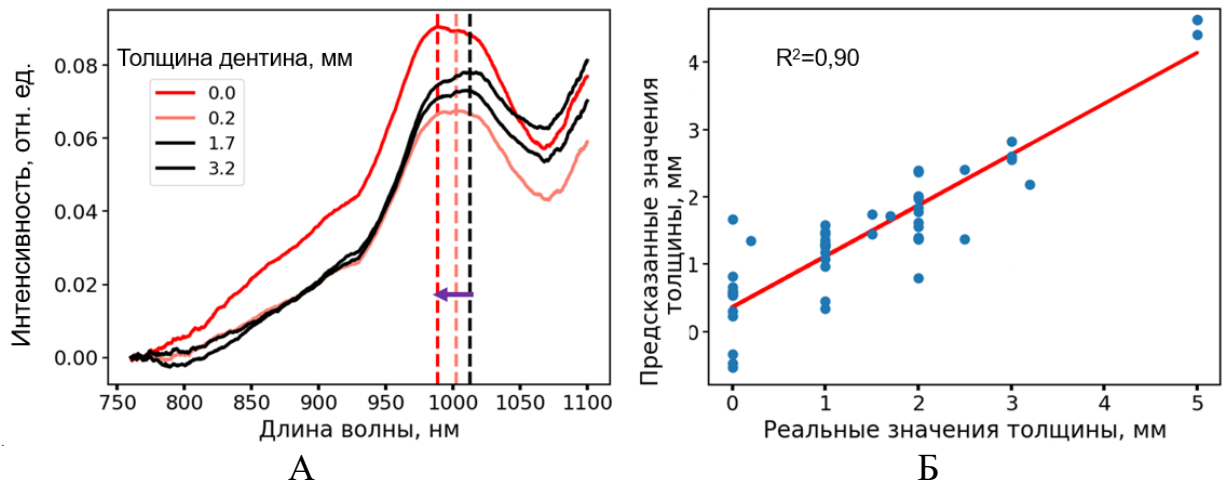 Толщина дентина, мм
0.0
0.2
1.7
3.2
Интенсивность, отн. ед.
0.08
0.06
0.04
0.02
0.00
750 800 850 900 950 1000 1050 1100
Длина волны, нм
А
R²=0,90
Предсказанные значения
толщины, мм
4
3
2
1
0
0 1 2 3 4 5
Реальные значения толщины, мм
Б